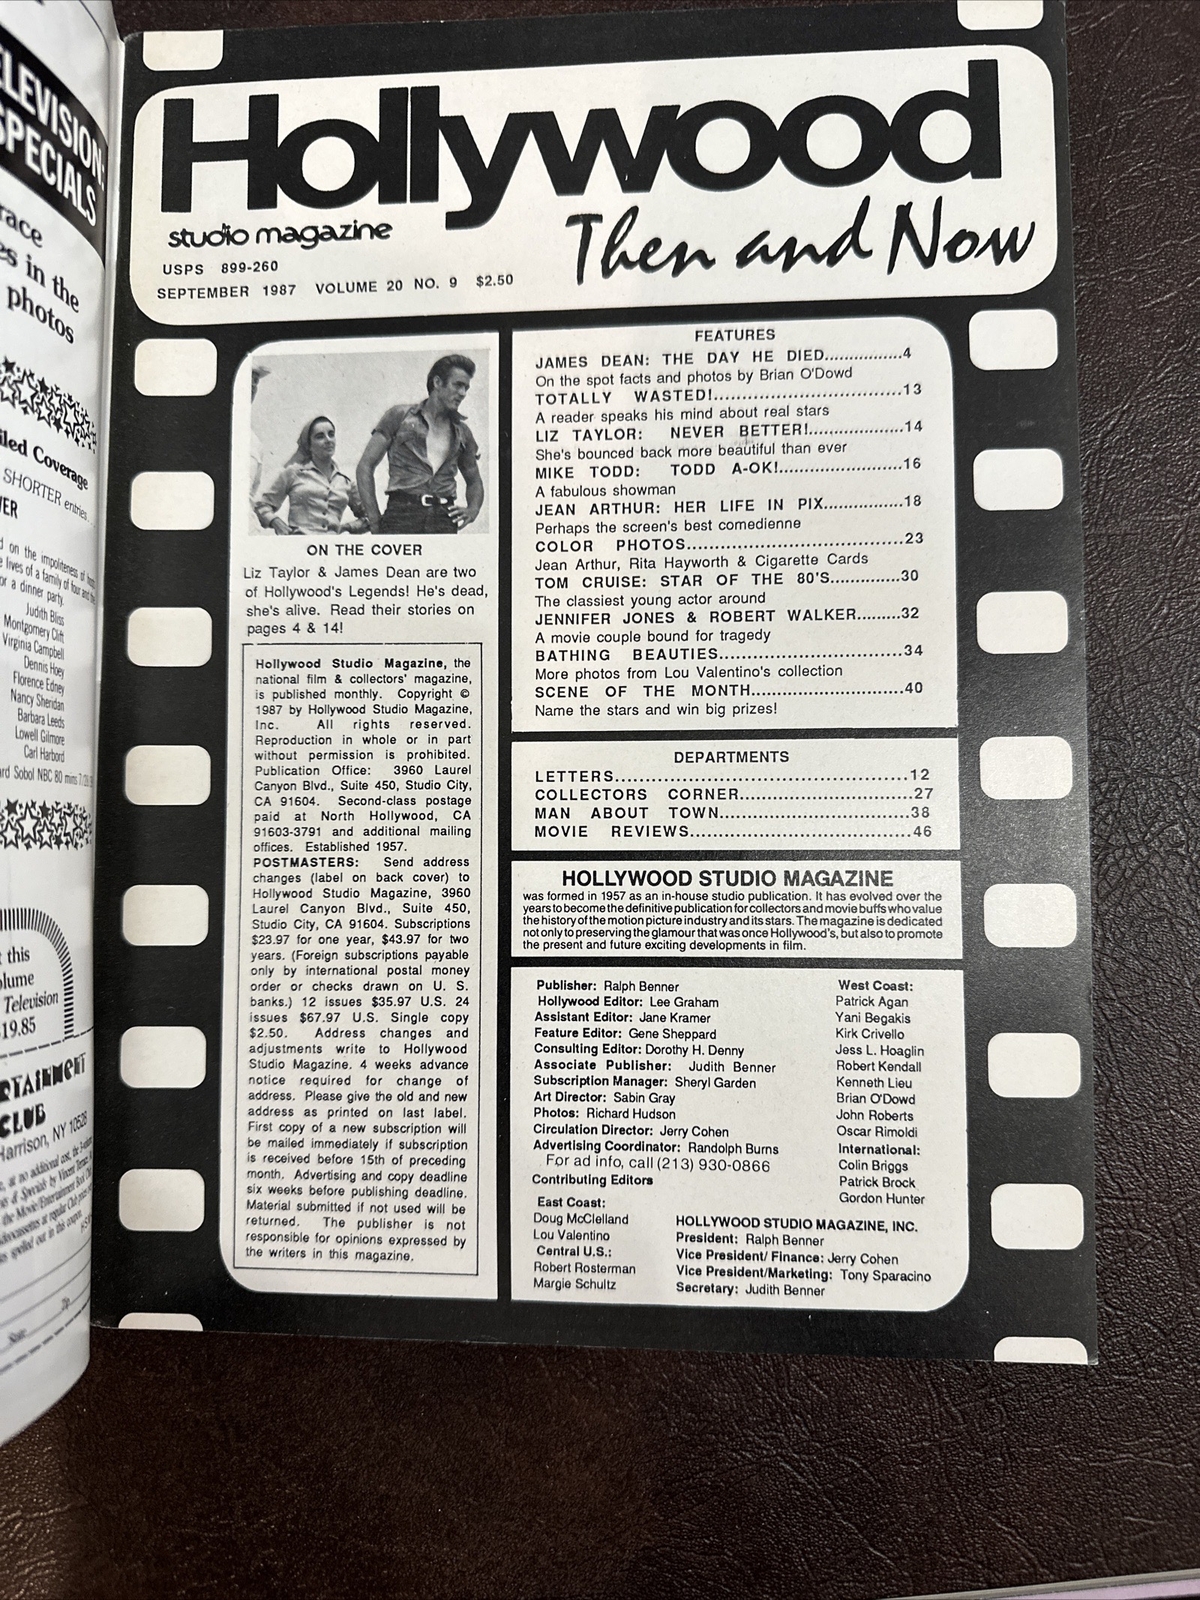 ELEVISION:
SPECIALS
race
es in the
photos
iled Coverage
SHORTER entries
VER
d on the impoliteness of
e lives of a family of four and the
or a dinner party.
Judith Bliss
Montgomery Clift
Virginia Campbell
Dennis Hoey
Florence Edney
Nancy Sheridan
Barbara Leeds
Lowell Gilmore
Carl Harbord
ard Sobol NBC 80 mins
t this
olume
Television
$19.85
RTAINMENT
CLUB
Harrison, NY 10528
State
Zip
Hollywood
studio magazine
Then and Now
USPS 899-260
SEPTEMBER 1987 VOLUME 20 NO. 9 $2.50
ON THE COVER
Liz Taylor & James Dean are two
of Hollywood's Legends! He's dead,
she's alive. Read their stories on
pages 4 & 14!
Hollywood Studio Magazine, the
national film & collectors' magazine,
is published monthly. Copyright ©
1987 by Hollywood Studio Magazine,
Inc. All rights reserved.
Reproduction in whole or in part
without permission is prohibited.
Publication Office: 3960 Laurel
Canyon Blvd., Suite 450, Studio City,
CA 91604. Second-class postage
paid at North Hollywood, CA
91603-3791 and additional mailing
offices. Established 1957.
POSTMASTERS: Send address
changes (label on back cover) to
Hollywood Studio Magazine, 3960
Laurel Canyon Blvd., Suite 450,
Studio City, CA 91604. Subscriptions
$23.97 for one year, $43.97 for two
years. (Foreign subscriptions payable
only by international postal money
order or checks drawn on U. S.
banks.) 12 issues $35.97 U.S. 24
issues $67.97 U.S. Single copy
$2.50. Address changes and
adjustments write to Hollywood
Studio Magazine. 4 weeks advance
notice required for change of
address. Please give the old and new
address as printed on last label.
First copy of a new subscription will
be mailed immediately if subscription
is received before 15th of preceding
month. Advertising and copy deadline
six weeks before publishing deadline.
Material submitted if not used will be
returned. The publisher is not
responsible for opinions expressed by
the writers in this magazine.
FEATURES
JAMES DEAN: THE DAY HE DIED................4
On the spot facts and photos by Brian O'Dowd
TOTALLY WASTED!..................................13
A reader speaks his mind about real stars
LIZ TAYLOR: NEVER BETTER!...................14
She's bounced back more beautiful than ever
MIKE TODD: TODD A-OK!.........................16
A fabulous showman
JEAN ARTHUR: HER LIFE IN PIX................18
Perhaps the screen's best comedienne
COLOR PHOTOS.......................................23
Jean Arthur, Rita Hayworth & Cigarette Cards
TOM CRUISE: STAR OF THE 80'S..............30
The classiest young actor around
JENNIFER JONES & ROBERT WALKER.........32
A movie couple bound for tragedy
BATHING BEAUTIES.................................34
More photos from Lou Valentino's collection
SCENE OF THE MONTH............................40
Name the stars and win big prizes!
DEPARTMENTS
LETTERS...................................................12
COLLECTORS CORNER..............................27
MAN ABOUT TOWN..................................38
MOVIE REVIEWS.......................................46
HOLLYWOOD STUDIO MAGAZINE
was formed in 1957 as an in-house studio publication. It has evolved over the
years to become the definitive publication for collectors and movie buffs who value
the history of the motion picture industry and its stars. The magazine is dedicated
not only to preserving the glamour that was once Hollywood's, but also to promote
the present and future exciting developments in film.
Publisher: Ralph Benner
Hollywood Editor: Lee Graham
Assistant Editor: Jane Kramer
Feature Editor: Gene Sheppard
Consulting Editor: Dorothy H. Denny
Associate Publisher: Judith Benner
Subscription Manager: Sheryl Garden
Art Director: Sabin Gray
Photos: Richard Hudson
Circulation Director: Jerry Cohen
Advertising Coordinator: Randolph Burns
For ad info, call (213) 930-0866
Contributing Editors
East Coast:
Doug McClelland
Lou Valentino
Central U.S.:
Robert Rosterman
Margie Schultz
West Coast:
Patrick Agan
Yani Begakis
Kirk Crivello
Jess L. Hoaglin
Robert Kendall
Kenneth Lieu
Brian O'Dowd
John Roberts
Oscar Rimoldi
International:
Colin Briggs
Patrick Brock
Gordon Hunter
HOLLYWOOD STUDIO MAGAZINE, INC.
President: Ralph Benner
Vice President/ Finance: Jerry Cohen
Vice President/Marketing: Tony Sparacino
Secretary: Judith Benner